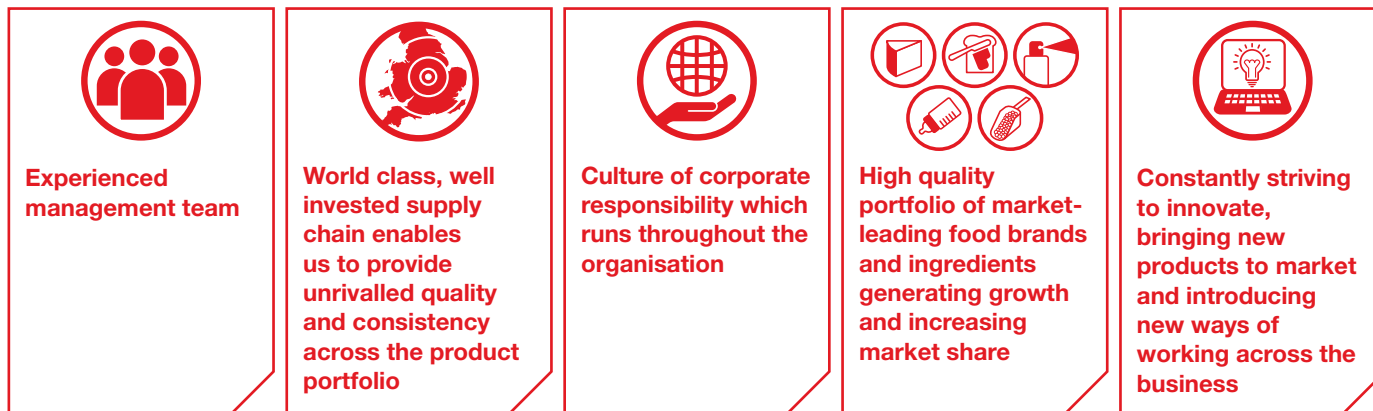 Experienced
management team
World class, well
invested supply
chain enables
us to provide
unrivalled quality
and consistency
across the product
portfolio
Culture of corporate
responsibility which
runs throughout the
organisation
High quality
portfolio of market-
leading food brands
and ingredients
generating growth
and increasing
market share
Constantly striving
to innovate,
bringing new
products to market
and introducing
new ways of
working across the
business